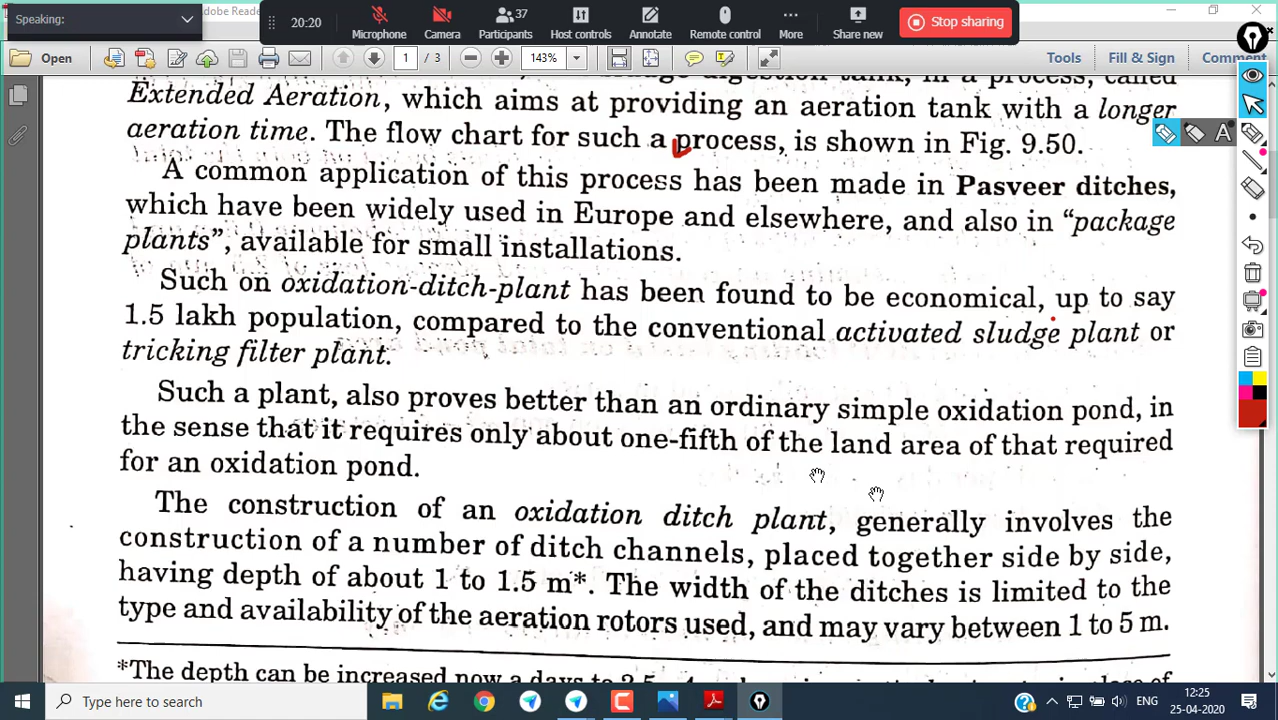 Speaking:
Adobe Reade
20:20
37
Microphone
Camera
Participants
Host controls
Annotate
Remote control
More
Share new
Stop sharing
Open
1 / 3
143%
Tools
Fill & Sign
Comment
digestion tank, in a process, called
Extended Aeration, which aims at providing an aeration tank with a longer
aeration time. The flow chart for such a process, is shown in Fig. 9.50.
A common application of this process has been made in Pasveer ditches,
which have been widely used in Europe and elsewhere, and also in “package
plants”, available for small installations.
Such on oxidation-ditch-plant has been found to be economical, up to say
1.5 lakh population, compared to the conventional activated sludge plant or
tricking filter plant.
Such a plant, also proves better than an ordinary simple oxidation pond, in
the sense that it requires only about one-fifth of the land area of that required
for an oxidation pond.
The construction of an oxidation ditch plant, generally involves the
construction of a number of ditch channels, placed together side by side,
having depth of about 1 to 1.5 m*. The width of the ditches is limited to the
type and availability of the aeration rotors used, and may vary between 1 to 5 m.
*The depth can be increased now a days to
A
Type here to search
ENG
12:25
25-04-2020